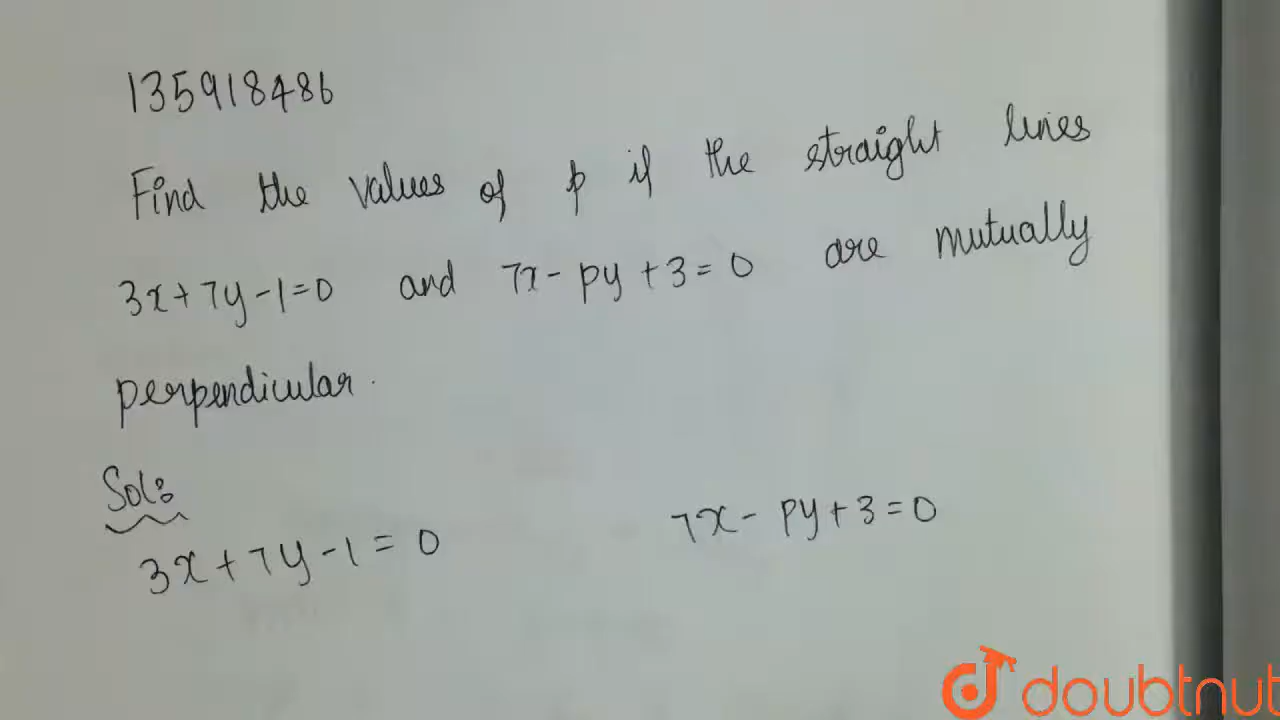 135918486
Find the values of p if the straight lines
3x+7y-1=0 and 7x-py+3=0 are mutually
perpendicular.
Sol:
3x+7y-1=0 7x-py+3=0
doubtnut